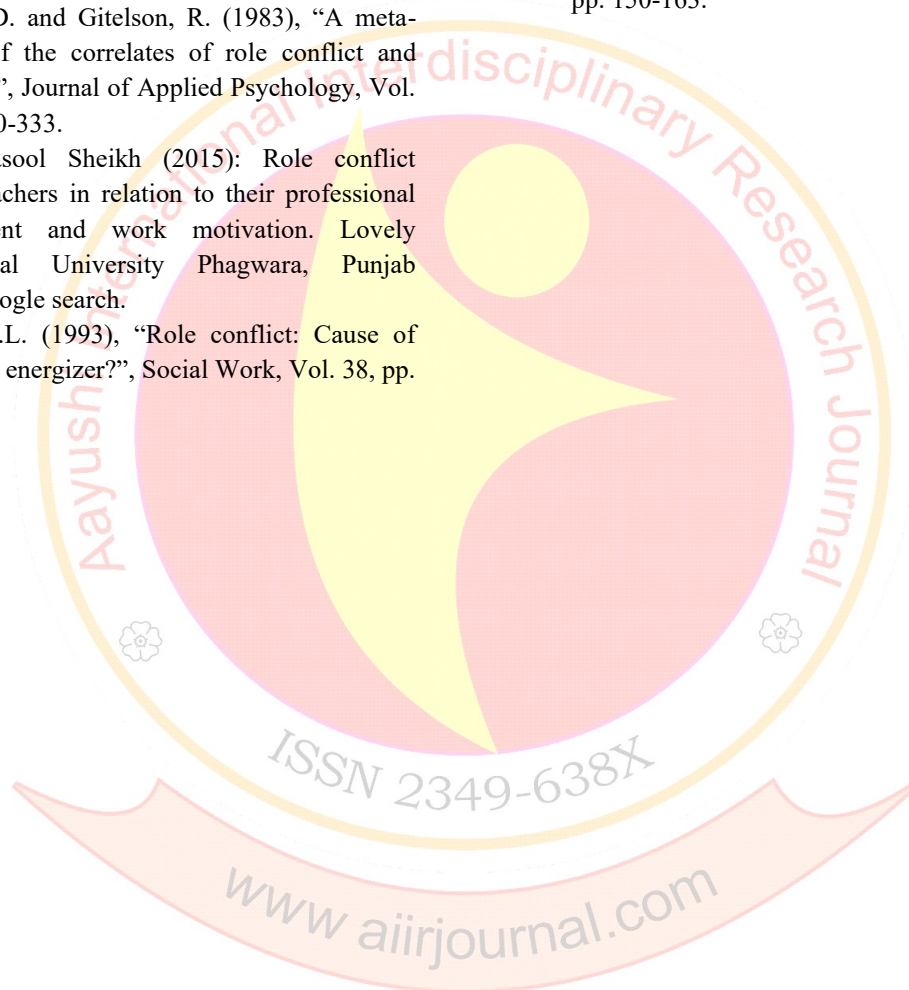 D. and Gitelson, R. (1983), “A meta-
f the correlates of role conflict and
”, Journal of Applied Psychology, Vol.
0-333.
asool Sheikh (2015): Role conflict
achers in relation to their professional
ent and work motivation. Lovely
al University Phagwara, Punjab
ogle search.
.L. (1993), “Role conflict: Cause of
energizer?”, Social Work, Vol. 38, pp.
pp. 150-163.
Aayushi International Interdisciplinary Research Journal
ISSN 2349-638X
www aiirjournal.com